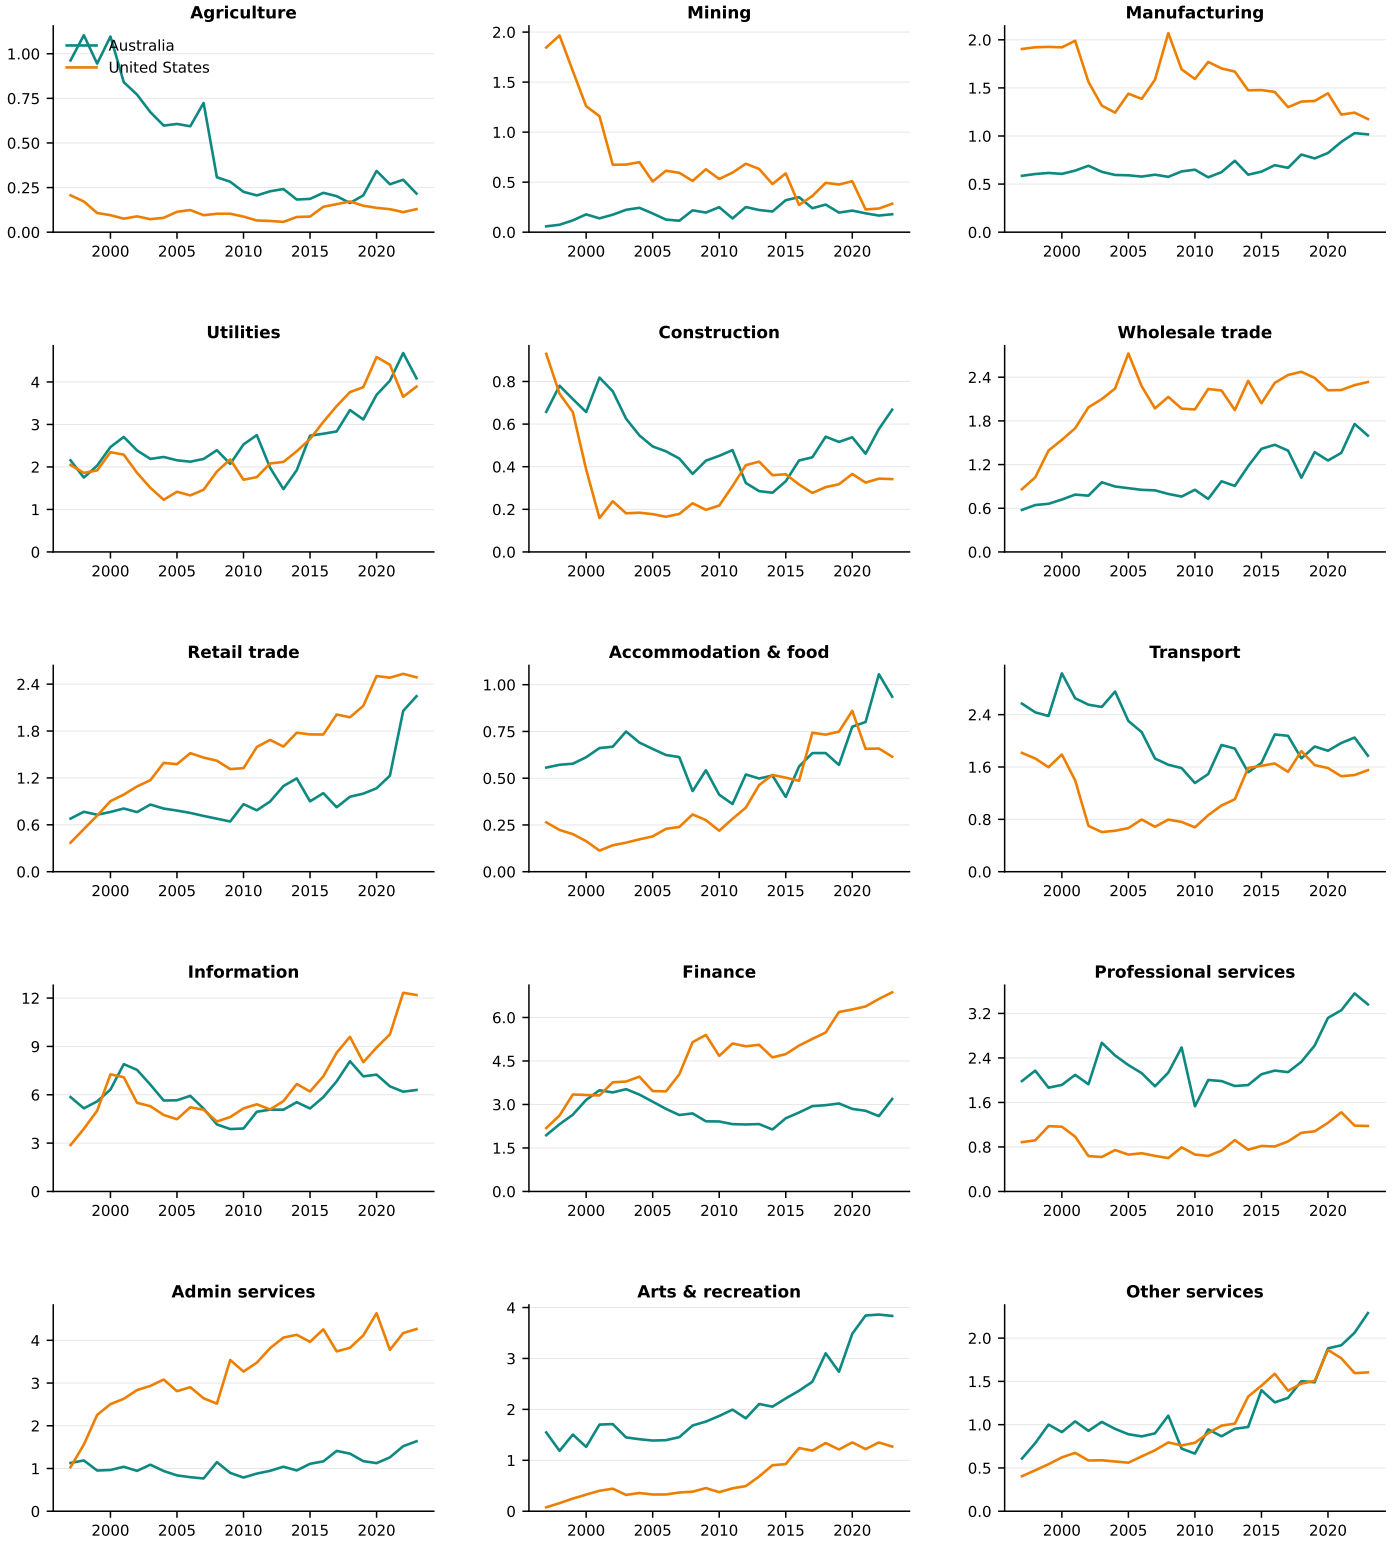 Agriculture
Mining
Manufacturing
Australia
United States
1.00
0.75
0.50
0.25
0.00
2000 2005 2010 2015 2020
2.0
1.5
1.0
0.5
0.0
2000 2005 2010 2015 2020
2.0
1.5
1.0
0.5
0.0
2000 2005 2010 2015 2020
Utilities
Construction
Wholesale trade
4
3
2
1
0
2000 2005 2010 2015 2020
0.8
0.6
0.4
0.2
0.0
2000 2005 2010 2015 2020
2.4
1.8
1.2
0.6
0.0
2000 2005 2010 2015 2020
Retail trade
Accommodation & food
Transport
2.4
1.8
1.2
0.6
0.0
2000 2005 2010 2015 2020
1.00
0.75
0.50
0.25
0.00
2000 2005 2010 2015 2020
2.4
1.6
0.8
0.0
2000 2005 2010 2015 2020
Information
Finance
Professional services
12
9
6
3
0
2000 2005 2010 2015 2020
6.0
4.5
3.0
1.5
0.0
2000 2005 2010 2015 2020
3.2
2.4
1.6
0.8
0.0
2000 2005 2010 2015 2020
Admin services
Arts & recreation
Other services
4
3
2
1
0
2000 2005 2010 2015 2020
4
3
2
1
0
2000 2005 2010 2015 2020
2.0
1.5
1.0
0.5
0.0
2000 2005 2010 2015 2020